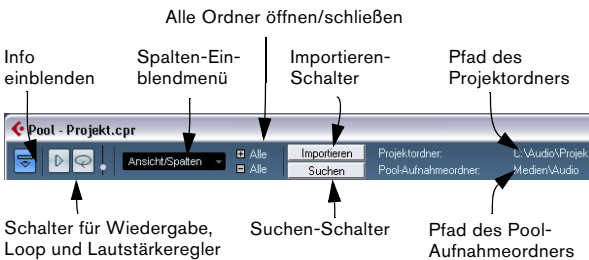 Alle Ordner öffnen/schließen
Info
einblenden
Spalten-Ein-
blendmenü
Importieren-
Schalter
Pfad des
Projektordners
Pool - Projekt.cpr
Ansicht/Spalten
Alle
Alle
Importieren
Suchen
Projektordner:
C:\Audio\Projek
Pool-Aufnahmeordner:
Medien\Audio
Schalter für Wiedergabe,
Loop und Lautstärkeregler
Suchen-Schalter
Pfad des Pool-
Aufnahmeordners